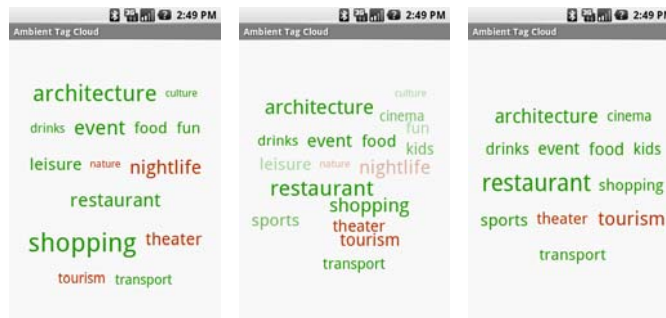 2:49 PM
Ambient Tag Cloud
architecture culture
drinks event food fun
leisure nature nightlife
restaurant
shopping theater
tourism transport
2:49 PM
Ambient Tag Cloud
culture
architecture cinema
fun
drinks event food kids
leisure nature nightlife
restaurant
shopping
sports theater
tourism
transport
2:49 P
Ambient Tag Cloud
architecture cinema
drinks event food kids
restaurant shopping
sports theater tourism
transport